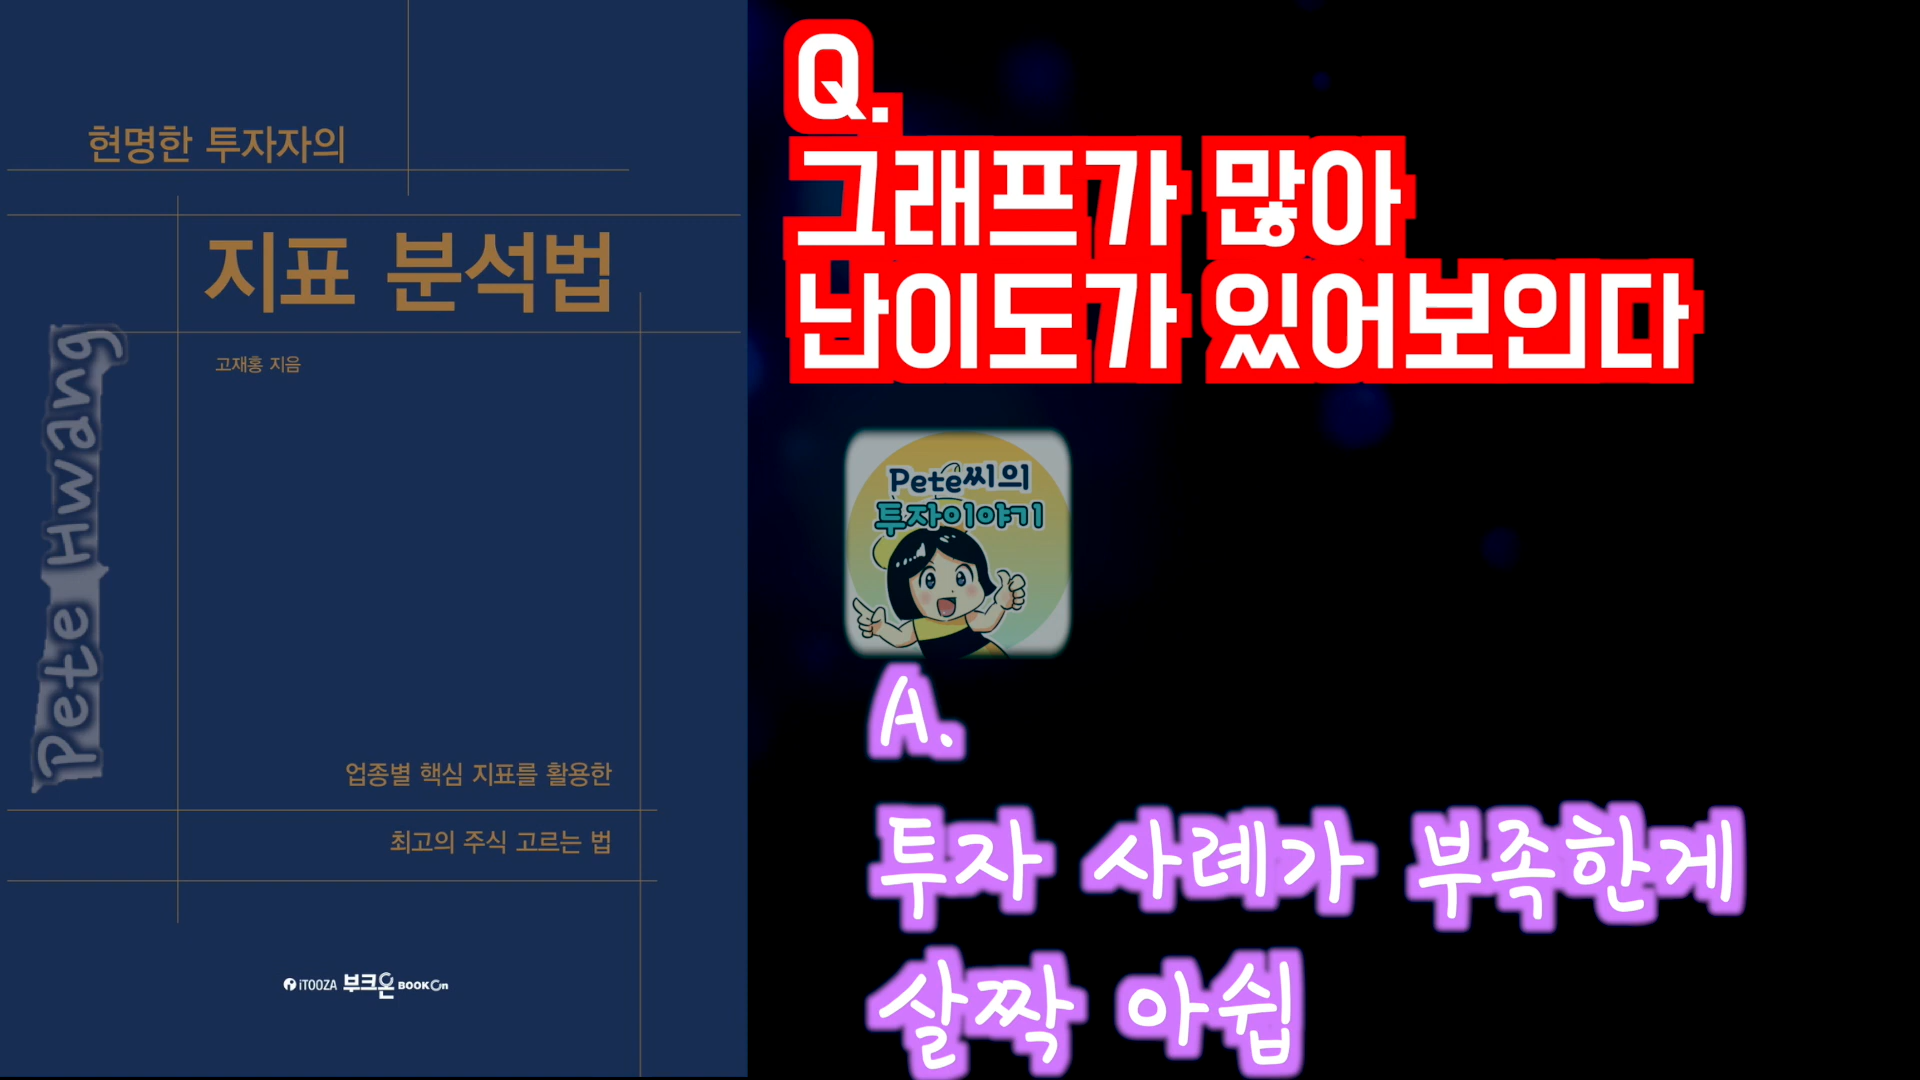 현명한 투자자의
지표 분석법
고재홍 지음
Pete Hwang
업종별 핵심 지표를 활용한
최고의 주식 고르는 법
iTOOZA 부크온 BOOKOn
Q.
그래프가 많아
난이도가 있어보인다
Pete씨의
투자이야기
A.
투자 사례가 부족한게
살짝 아쉽